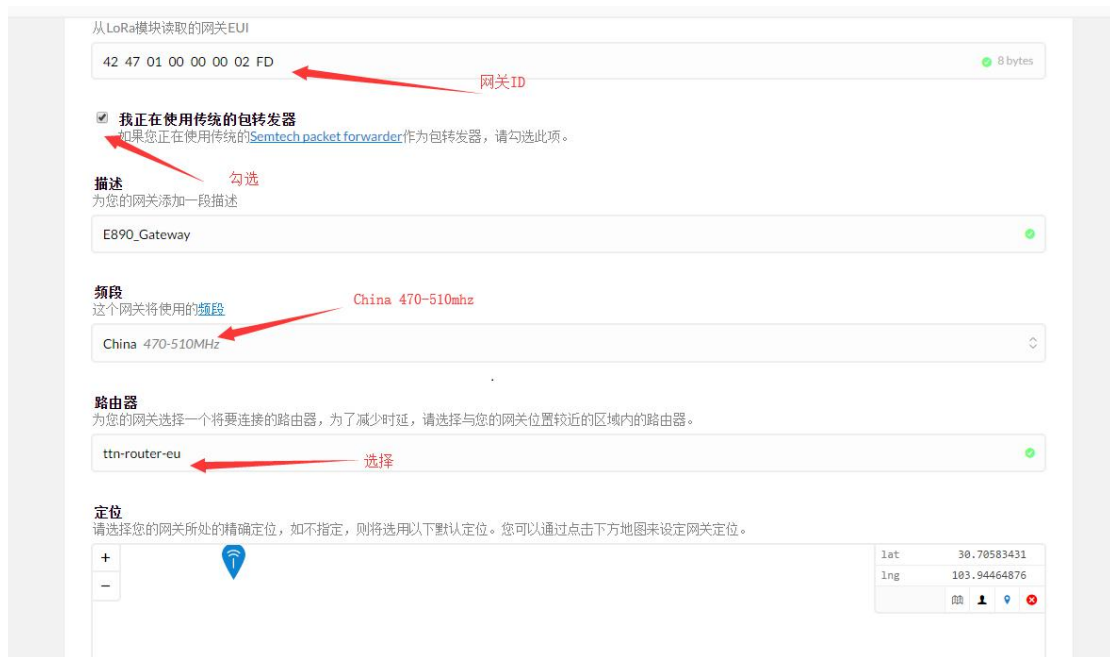 从LoRa模块读取的网关EUI
42 47 01 00 00 00 02 FD
8 bytes
网关ID
我正在使用传统的包转发器
如果您正在使用传统的Semtech packet forwarder作为包转发器，请勾选此项。
勾选
描述
为您的网关添加一段描述
E890_Gateway
频段
这个网关将使用的频段
China 470-510mhz
China 470-510MHz
路由器
为您的网关选择一个将要连接的路由器，为了减少时延，请选择与您的网关位置较近的区域内的路由器。
ttn-router-eu
选择
定位
请选择您的网关所处的精确定位，如不指定，则将选用以下默认定位。您可以通过点击下方地图来设定网关定位。
+
−
lat 30.70583431
lng 103.94464876